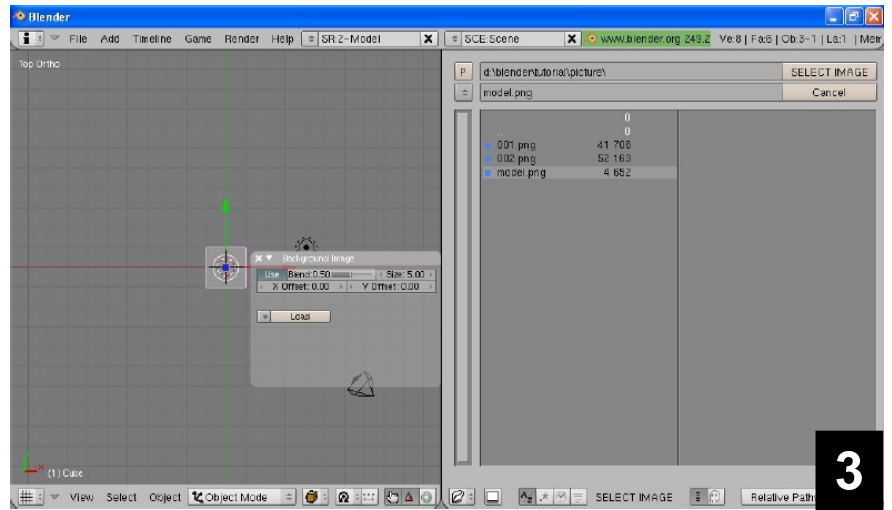 Blender
File Add Timeline Game Render Help SR:2-Model X SCE:Scene X www.blender.org 249.2 Ve:8 | Fa:6 | Ob:3-1 | La:1 | Mem
Top Ortho
P d:\blender\tutorial\picture\ SELECT IMAGE
model.png Cancel
. 0
.. 0
001.png 41 706
002.png 52 163
model.png 4 652
X Background Image
Use Blend:0.50 Size: 5.00
X Offset: 0.00 Y Offset: 0.00
Load
x
(1) Cube
View Select Object Object Mode
SELECT IMAGE Relative Paths
3